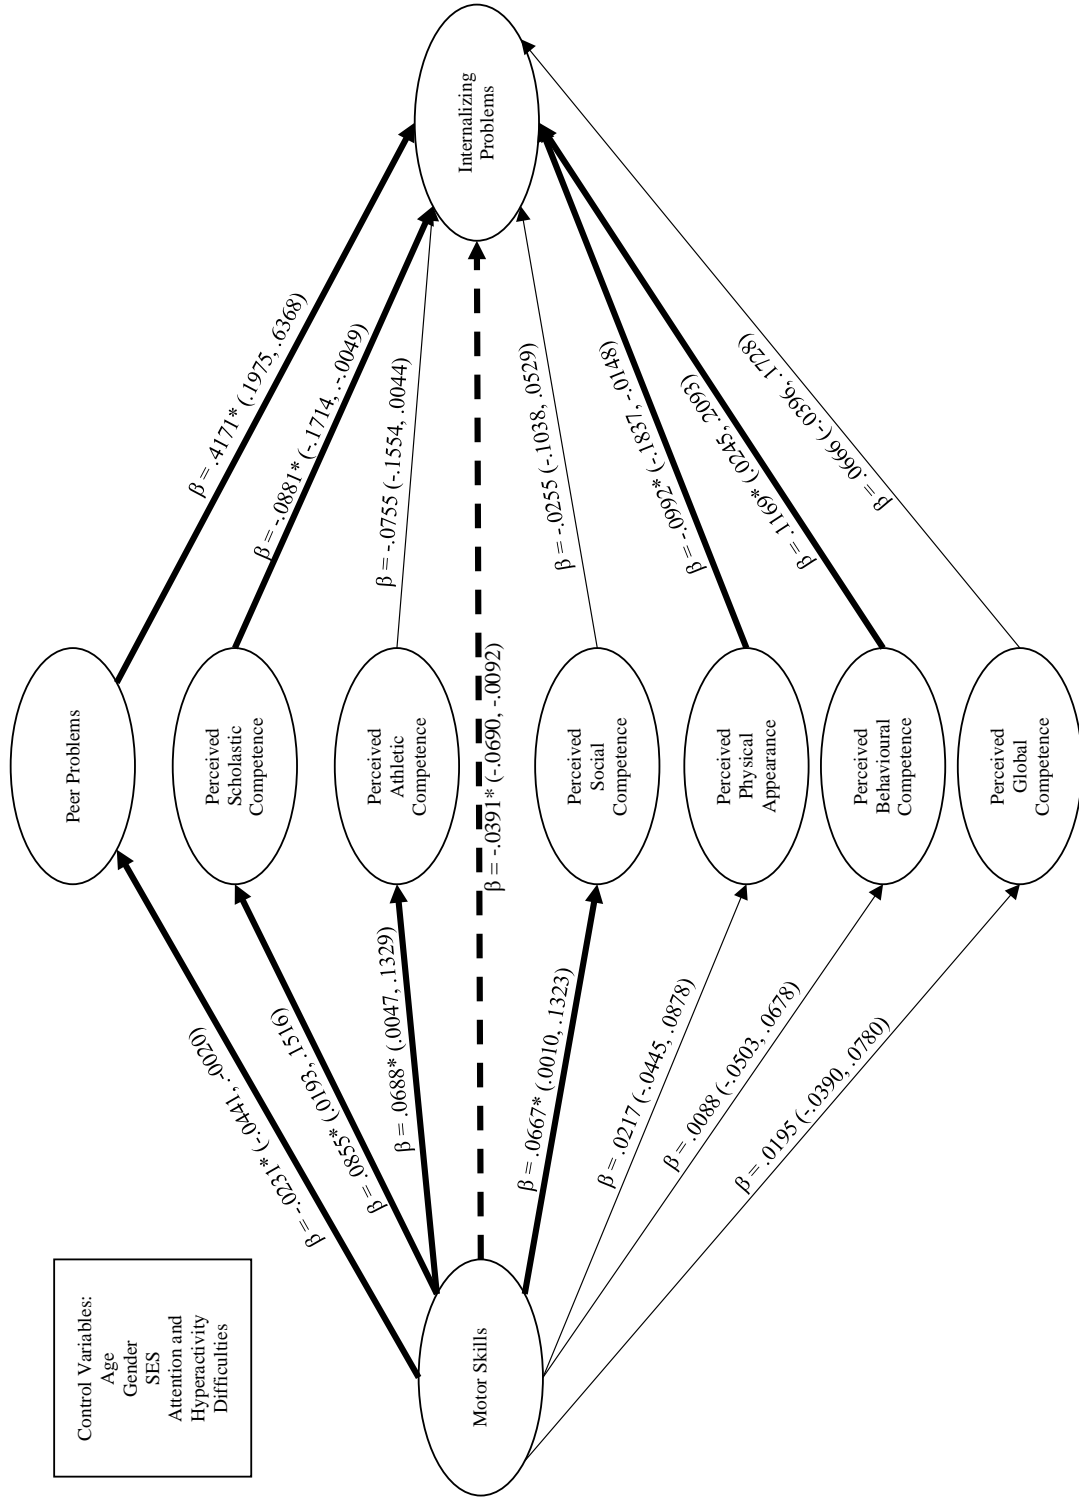 Control Variables:
Age
Gender
SES
Attention and
Hyperactivity
Difficulties
Motor Skills
β = -.0231* (-.0441, .-0020)
β = .0855* (.0193, .1516)
β = .0688* (.0047, .1329)
β = -.0391* (-.0690, -.0092)
β = .0667* (.0010, .1323)
β = .0217 (-.0445, .0878)
β = .0088 (-.0503, .0678)
β = .0195 (-.0390, .0780)
Peer Problems
Perceived
Scholastic
Competence
Perceived
Athletic
Competence
Perceived
Social
Competence
Perceived
Physical
Appearance
Perceived
Behavioural
Competence
Perceived
Global
Competence
β = .4171* (.1975, .6368)
β = -.0881* (-.1714, .-.0049)
β = -.0755 (-.1554, .0044)
β = -.0255 (-.1038, .0529)
β = -.0992* (-.1837, -.0148)
β = .1169* (.0245, .2093)
β = .0666 (-.0396, .1728)
Internalizing
Problems